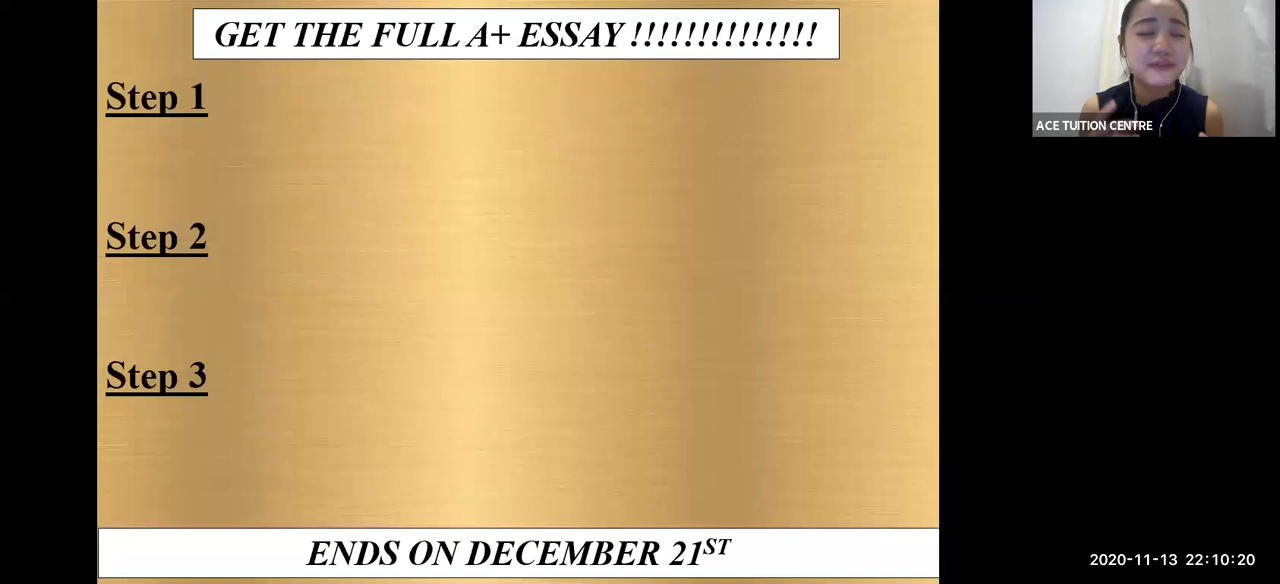 GET THE FULL A+ ESSAY !!!!!!!!!!!!!!!
Step 1
ACE TUITION CENTRE
Step 2
Step 3
ENDS ON DECEMBER 21ST
2020-11-13 22:10:20